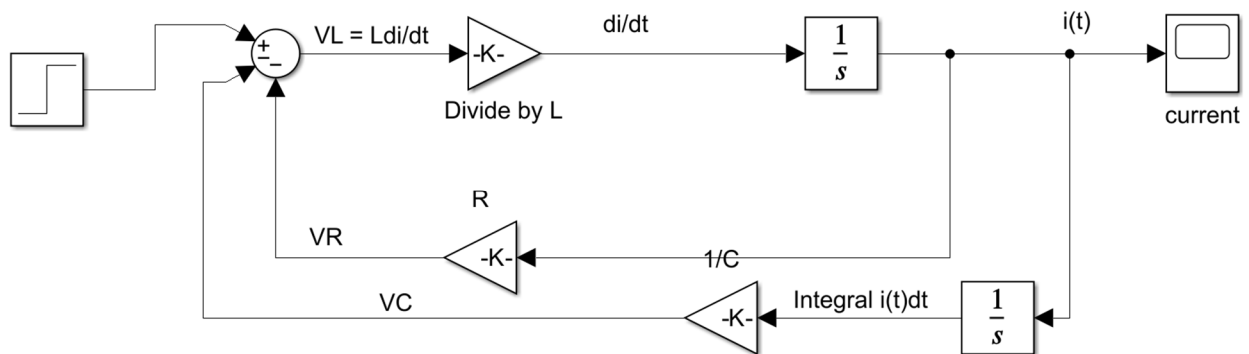 VL = Ldi/dt
di/dt
i(t)
+
−
−
-K-
1
s
Divide by L
current
R
VR
-K-
1/C
VC
-K-
Integral i(t)dt
1
s